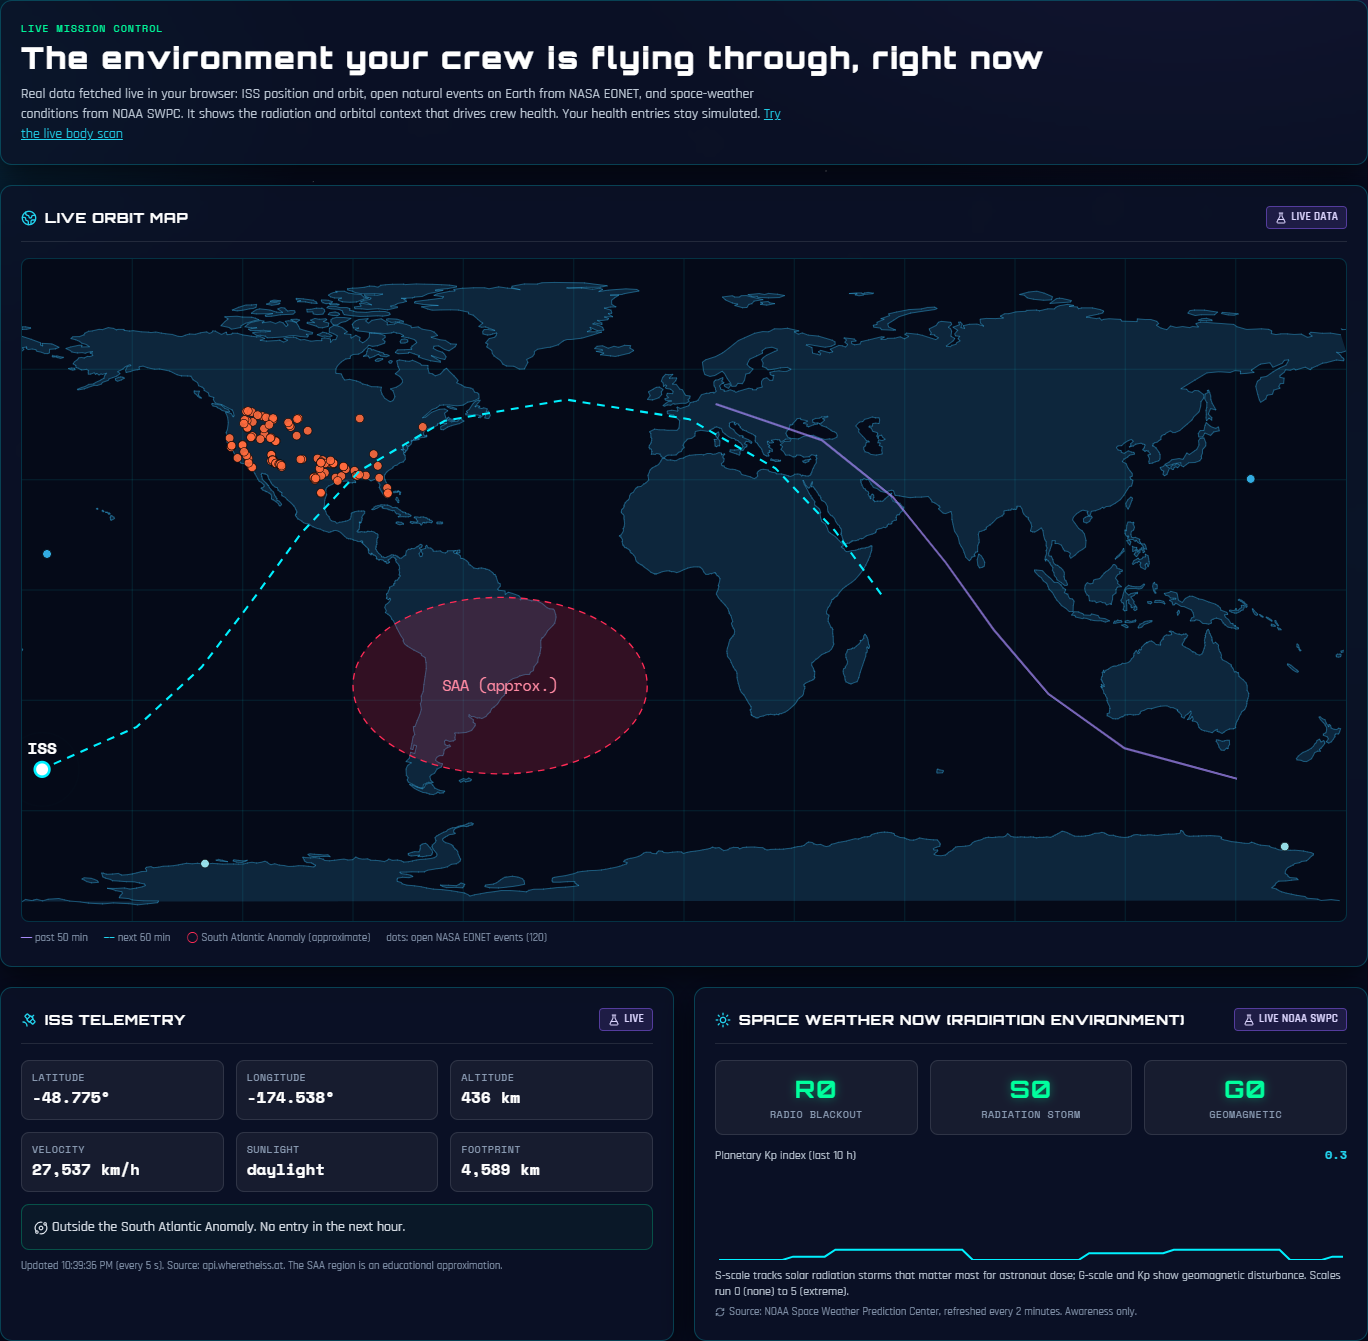 LIVE MISSION CONTROL
The environment your crew is flying through, right now
Real data fetched live in your browser: ISS position and orbit, open natural events on Earth from NASA EONET, and space-weather
conditions from NOAA SWPC. It shows the radiation and orbital context that drives crew health. Your health entries stay simulated. Try
the live body scan
LIVE ORBIT MAP
LIVE DATA
SAA (approx.)
ISS
past 50 min
next 60 min
South Atlantic Anomaly (approximate)
dots: open NASA EONET events (120)
ISS TELEMETRY
LIVE
LATITUDE
-48.775°
LONGITUDE
-174.538°
ALTITUDE
436 km
VELOCITY
27,537 km/h
SUNLIGHT
daylight
FOOTPRINT
4,589 km
Outside the South Atlantic Anomaly. No entry in the next hour.
Updated 10:39:36 PM (every 5 s). Source: api.wheretheiss.at. The SAA region is an educational approximation.
SPACE WEATHER NOW (RADIATION ENVIRONMENT)
LIVE NOAA SWPC
R0
RADIO BLACKOUT
S0
RADIATION STORM
G0
GEOMAGNETIC
Planetary Kp index (last 10 h)
0.3
S-scale tracks solar radiation storms that matter most for astronaut dose; G-scale and Kp show geomagnetic disturbance. Scales
run 0 (none) to 5 (extreme).
Source: NOAA Space Weather Prediction Center, refreshed every 2 minutes. Awareness only.